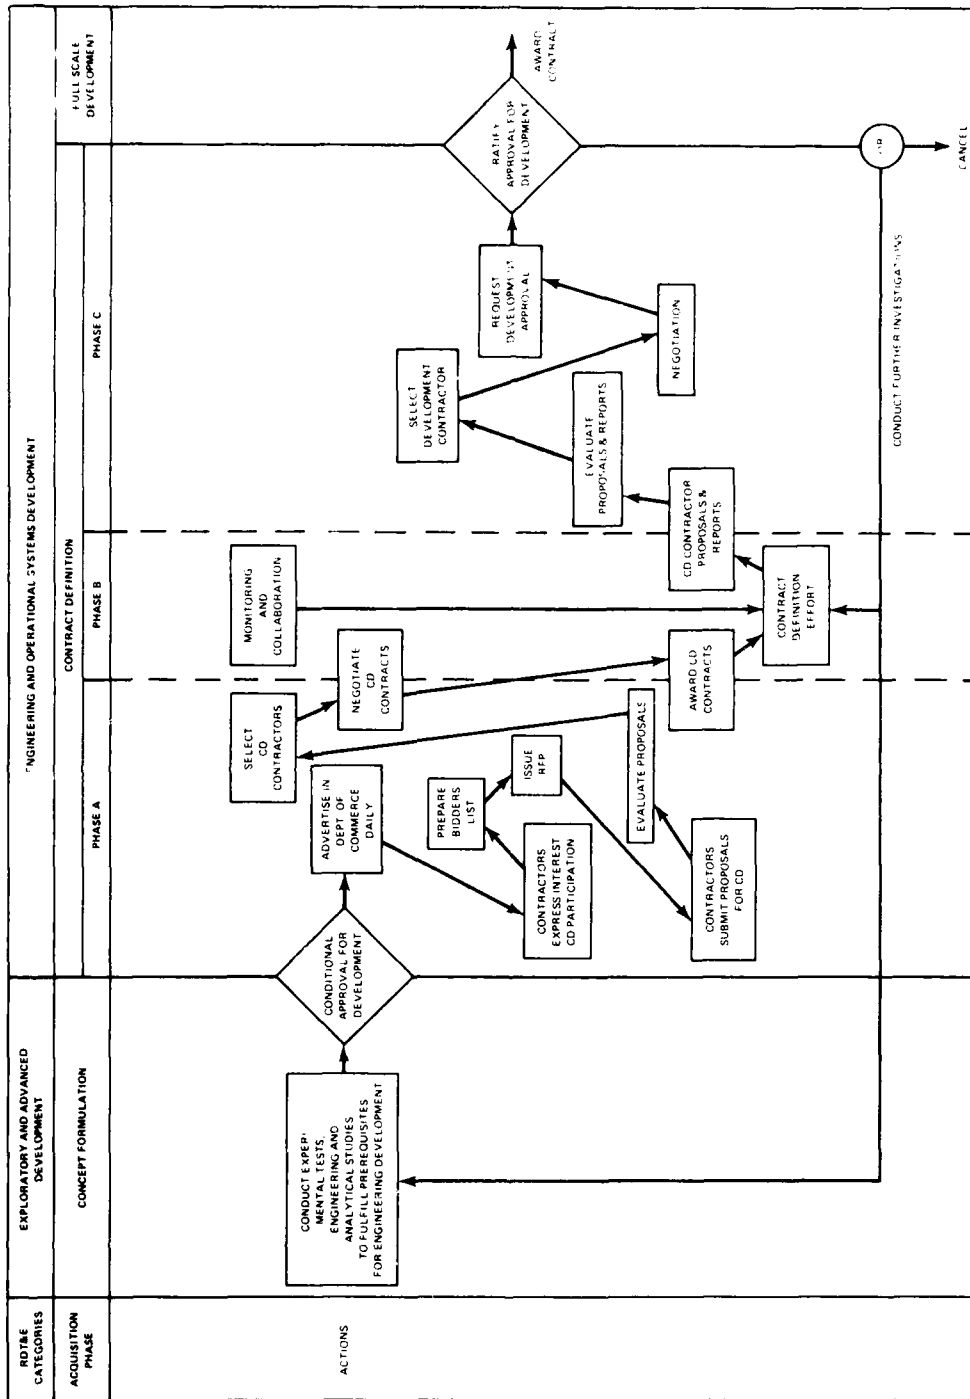 RDT&E
CATEGORIES
EXPLORATORY AND ADVANCED
DEVELOPMENT
ENGINEERING AND OPERATIONAL SYSTEMS DEVELOPMENT
ACQUISITION
PHASE
CONCEPT FORMULATION
CONTRACT DEFINITION
FULL SCALE
DEVELOPMENT
PHASE A
PHASE B
PHASE C
ACTIONS
CONDUCT EXPERI
MENTAL TESTS,
ENGINEERING AND
ANALYTICAL STUDIES
TO FULFILL PREREQUISITES
FOR ENGINEERING DEVELOPMENT
CONDITIONAL
APPROVAL FOR
DEVELOPMENT
ADVERTISE IN
DEPT OF
COMMERCE
DAILY
CONTRACTORS
EXPRESS INTEREST
CD PARTICIPATION
PREPARE
BIDDERS
LIST
ISSUE
RFP
CONTRACTORS
SUBMIT PROPOSALS
FOR CD
EVALUATE PROPOSALS
SELECT
CD
CONTRACTORS
NEGOTIATE
CD
CONTRACTS
AWARD CD
CONTRACTS
MONITORING
AND
COLLABORATION
CONTRACT
DEFINITION
EFFORT
CD CONTRACTOR
PROPOSALS &
REPORTS
EVALUATE
PROPOSALS & REPORTS
SELECT
DEVELOPMENT
CONTRACTOR
NEGOTIATION
REQUEST
DEVELOPMENT
APPROVAL
RATIFY
APPROVAL FOR
DEVELOPMENT
AWARD
CONTRACT
CONDUCT FURTHER INVESTIGATIONS
OR
CANCEL